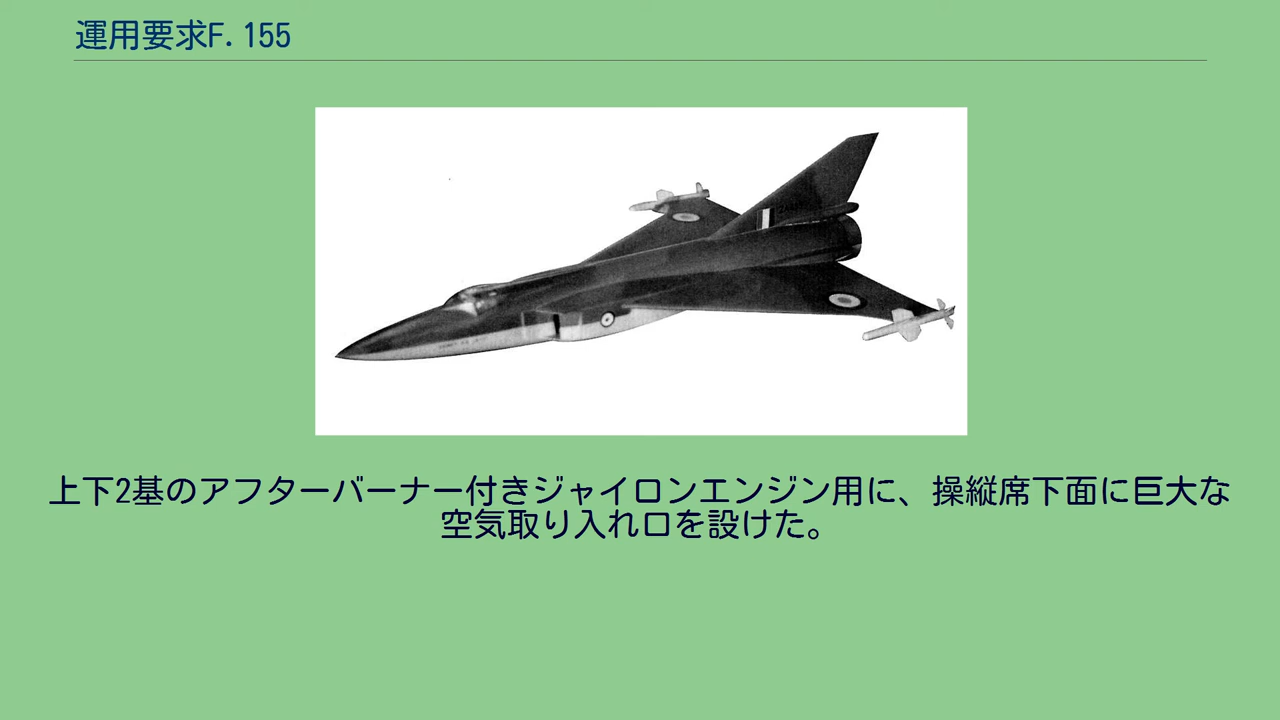 運用要求F.155
上下2基のアフターバーナー付きジャイロンエンジン用に、操縦席下面に巨大な
空気取り入れ口を設けた。